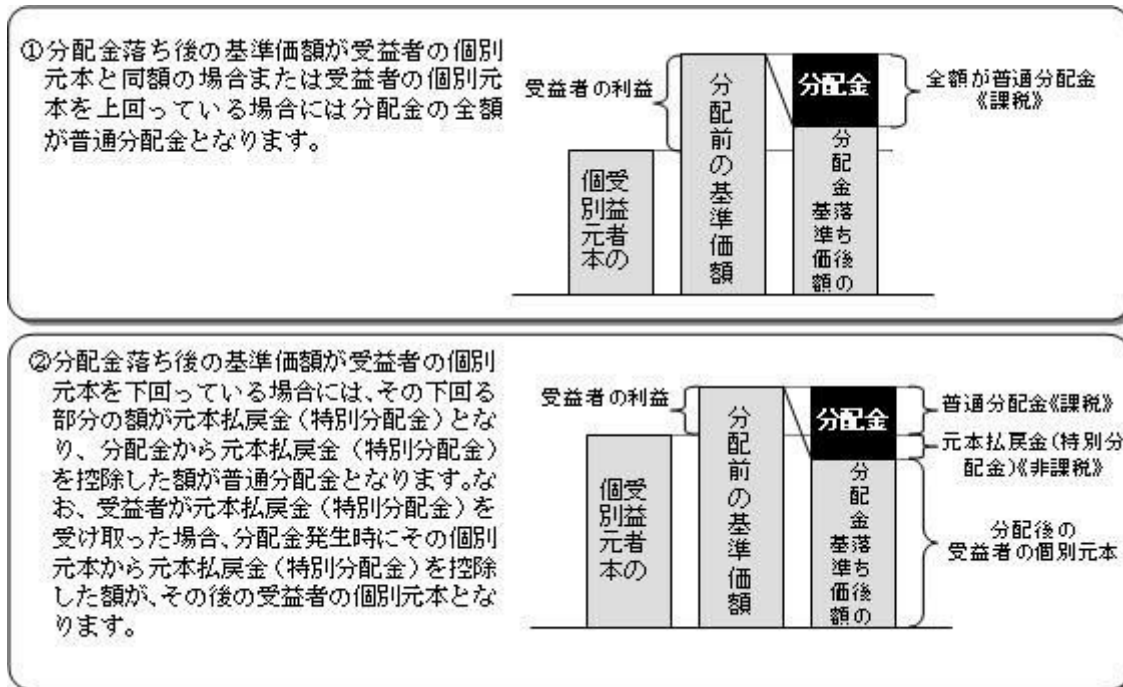 ①分配金落ち後の基準価額が受益者の個別
元本と同額の場合または受益者の個別元
本を上回っている場合には分配金の全額
が普通分配金となります。
受益者の利益
受益者の
個別元本
分配前の基準価額
分配金
分配金落ち後の
基準価額
全額が普通分配金
《課税》
②分配金落ち後の基準価額が受益者の個別
元本を下回っている場合には、その下回る
部分の額が元本払戻金（特別分配金）とな
り、分配金から元本払戻金（特別分配金）
を控除した額が普通分配金となります。な
お、受益者が元本払戻金（特別分配金）を
受け取った場合、分配金発生時にその個別
元本から元本払戻金（特別分配金）を控除
した額が、その後の受益者の個別元本とな
ります。
受益者の利益
受益者の
個別元本
分配前の基準価額
分配金
分配金落ち後の
基準価額
普通分配金《課税》
元本払戻金（特別分
配金）《非課税》
分配後の
受益者の個別元本